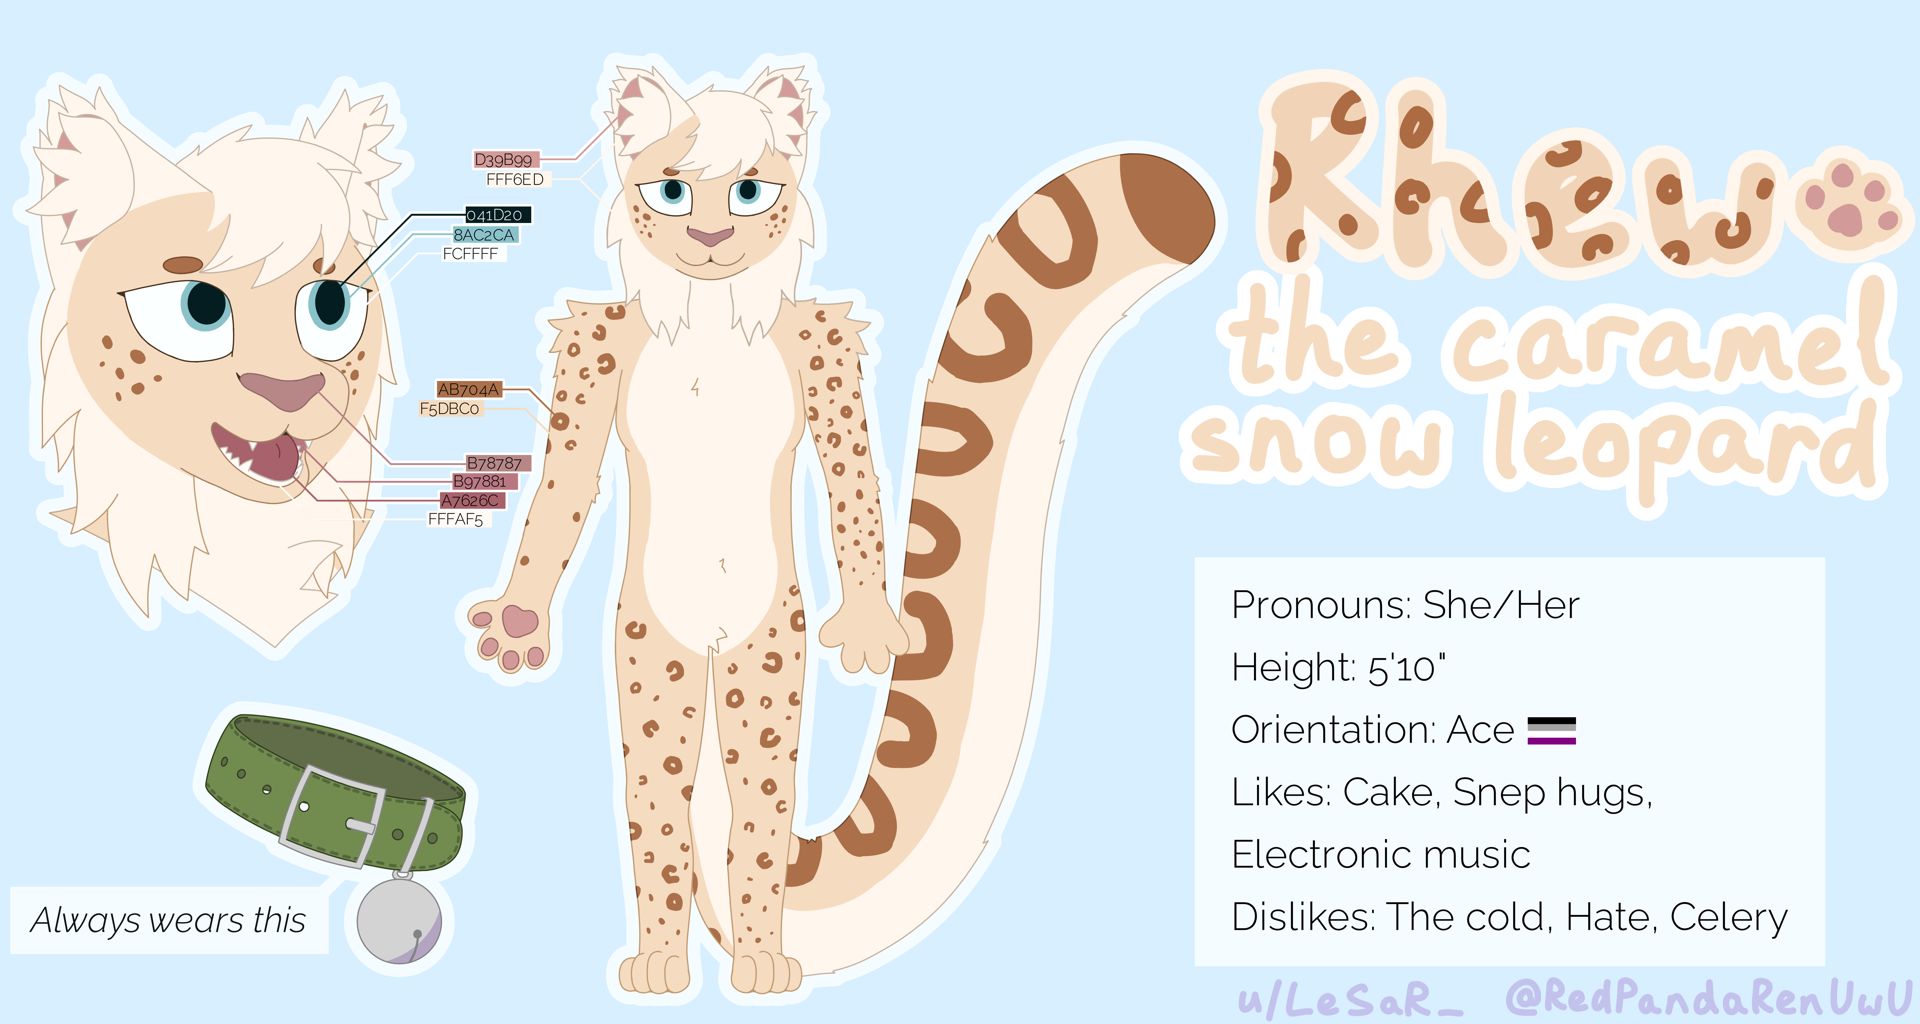 Rhew
the caramel
snow leopard
D39B99
FFF6ED
041D20
8AC2CA
FCFFFF
AB704A
F5DBC0
B78787
B97881
A7626C
FFFAF5
Pronouns: She/Her
Height: 5'10"
Orientation: Ace
Likes: Cake, Snep hugs,
Electronic music
Dislikes: The cold, Hate, Celery
Always wears this
u/LeSaR_ @RedPandaRenUwU